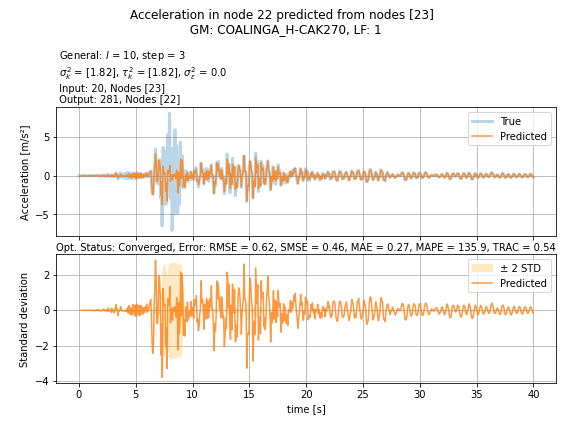 Acceleration in node 22 predicted from nodes [23]
GM: COALINGA_H-CAK270, LF: 1
General: l = 10, step = 3
σ²ₖ = [1.82], τ²ₖ = [1.82], σ²ε = 0.0
Input: 20, Nodes [23]
Output: 281, Nodes [22]
Acceleration [m/s²]
5
0
−5
True
Predicted
Opt. Status: Converged, Error: RMSE = 0.62, SMSE = 0.46, MAE = 0.27, MAPE = 135.9, TRAC = 0.54
Standard deviation
2
0
−2
−4
± 2 STD
Predicted
0 5 10 15 20 25 30 35 40
time [s]